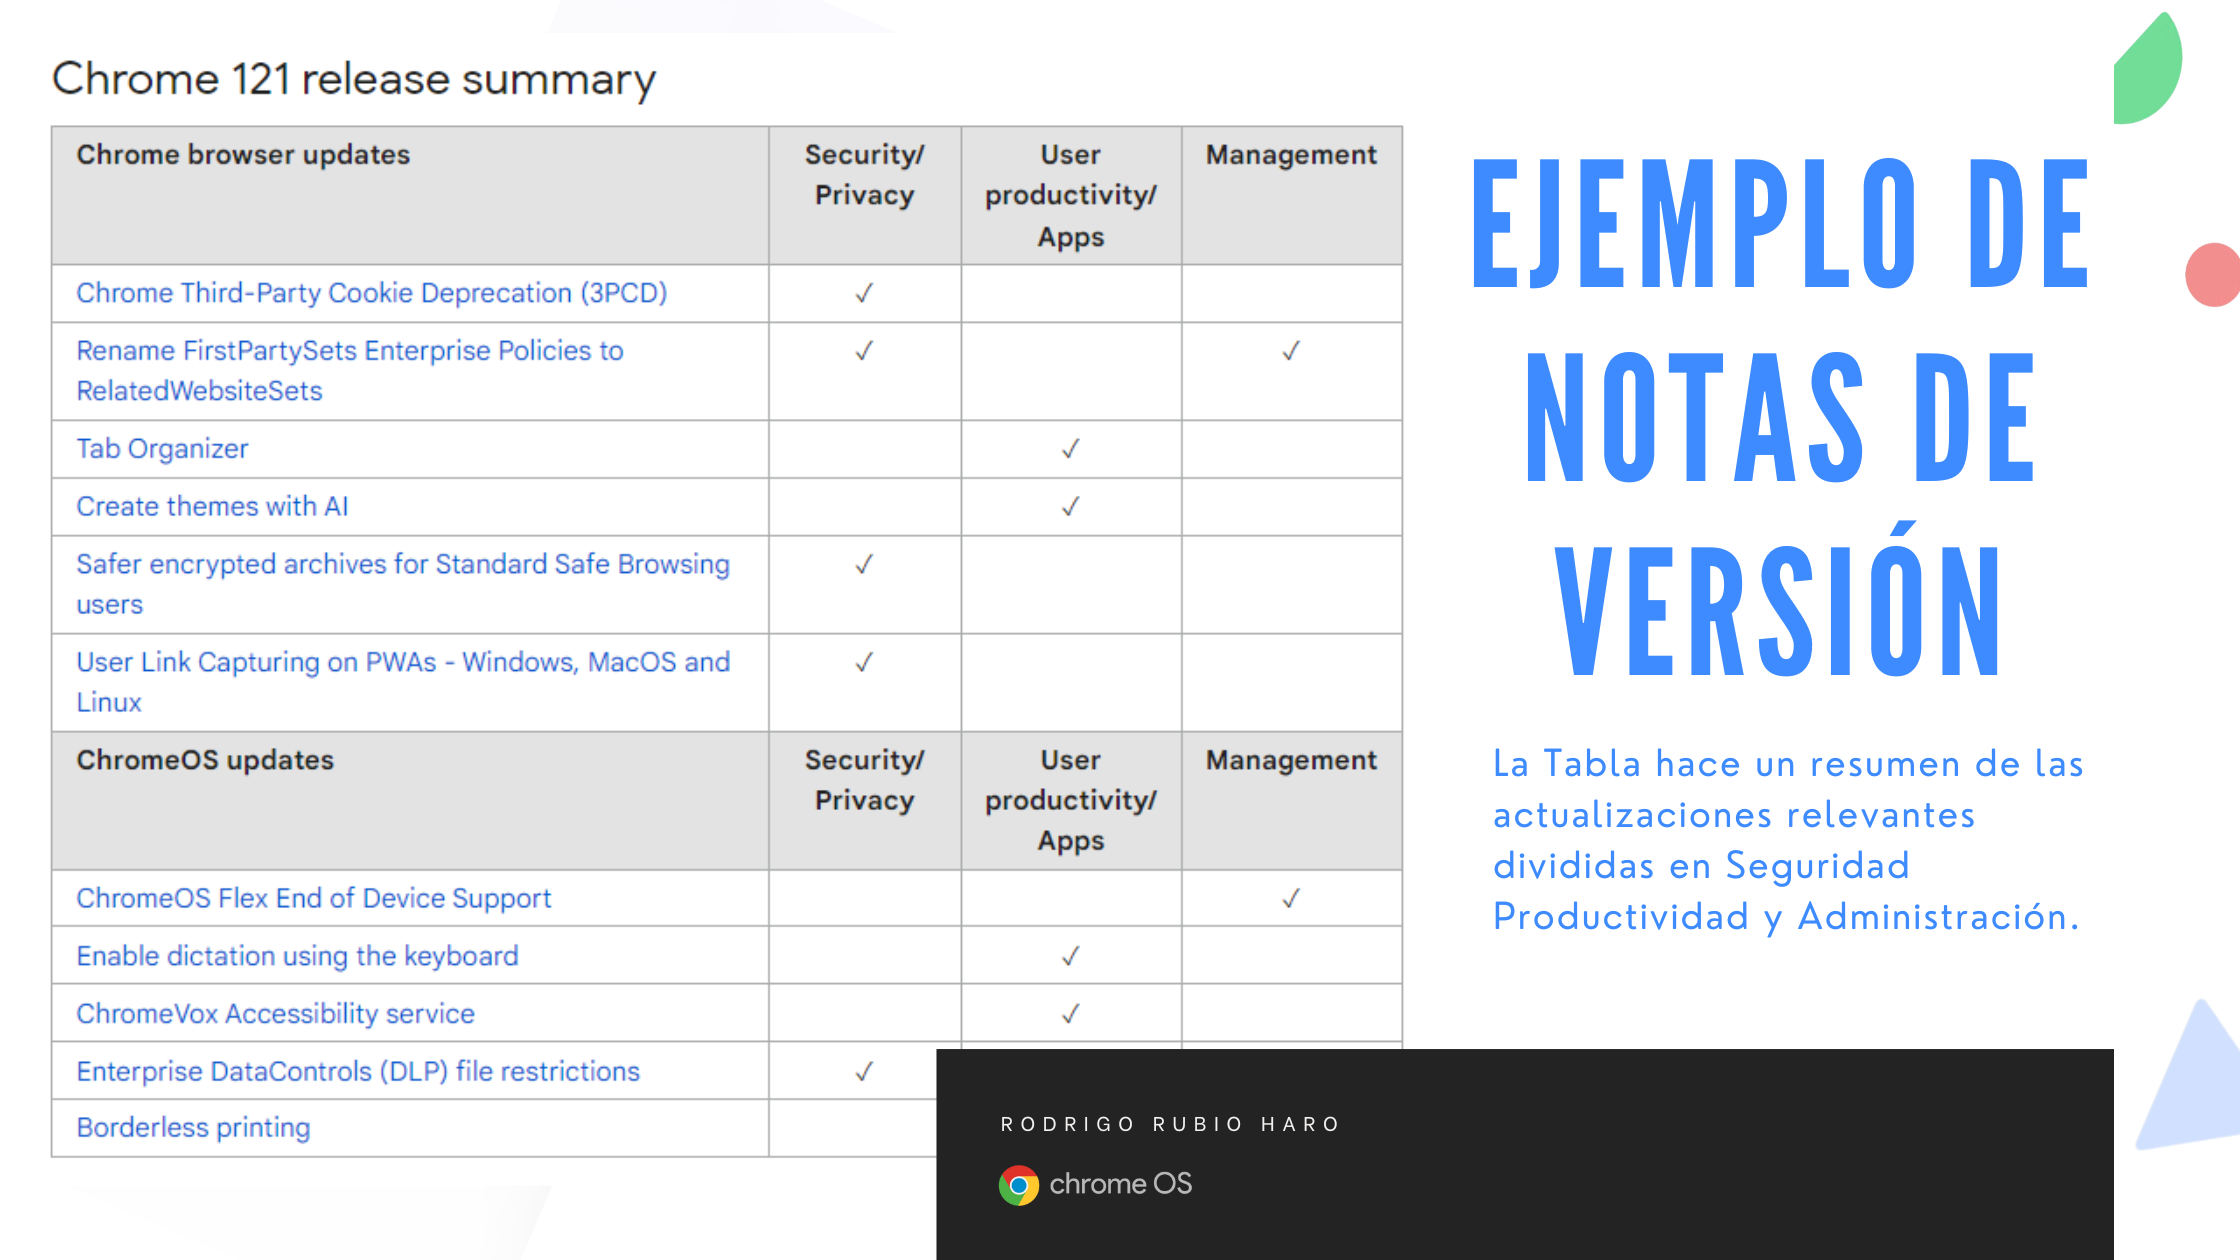 Chrome 121 release summary
Chrome browser updates
Security/
Privacy
User
productivity/
Apps
Management
Chrome Third-Party Cookie Deprecation (3PCD) ✓
Rename FirstPartySets Enterprise Policies to ✓ ✓
RelatedWebsiteSets
Tab Organizer ✓
Create themes with AI ✓
Safer encrypted archives for Standard Safe Browsing ✓
users
User Link Capturing on PWAs - Windows, MacOS and ✓
Linux
ChromeOS updates
Security/
Privacy
User
productivity/
Apps
Management
ChromeOS Flex End of Device Support ✓
Enable dictation using the keyboard ✓
ChromeVox Accessibility service ✓
Enterprise DataControls (DLP) file restrictions ✓
Borderless printing
EJEMPLO DE
NOTAS DE
VERSIÓN
La Tabla hace un resumen de las
actualizaciones relevantes
divididas en Seguridad
Productividad y Administración.
RODRIGO RUBIO HARO
chrome OS